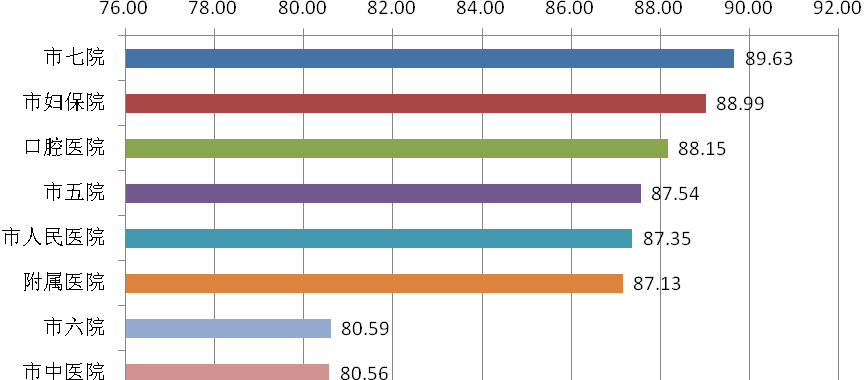 76.00 78.00 80.00 82.00 84.00 86.00 88.00 90.00 92.00
市七院 89.63
市妇保院 88.99
口腔医院 88.15
市五院 87.54
市人民医院 87.35
附属医院 87.13
市六院 80.59
市中医院 80.56